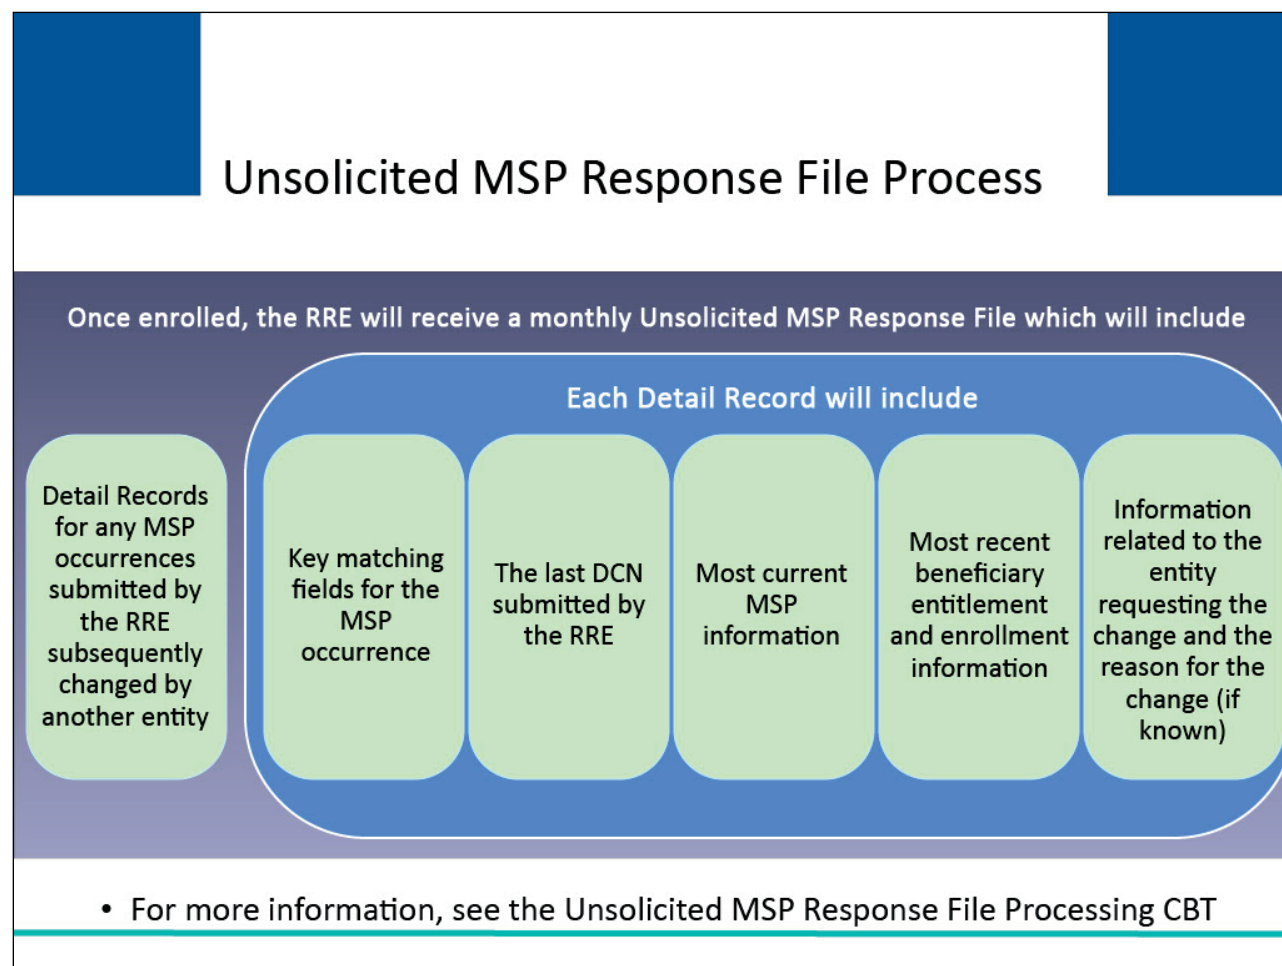 Unsolicited MSP Response File Process
Once enrolled, the RRE will receive a monthly Unsolicited MSP Response File which will include
Each Detail Record will include
Detail Records
for any MSP
occurrences
submitted by
the RRE
subsequently
changed by
another entity
Key matching
fields for the
MSP
occurrence
The last DCN
submitted by
the RRE
Most current
MSP
information
Most recent
beneficiary
entitlement
and enrollment
information
Information
related to the
entity
requesting the
change and the
reason for the
change (if
known)
• For more information, see the Unsolicited MSP Response File Processing CBT